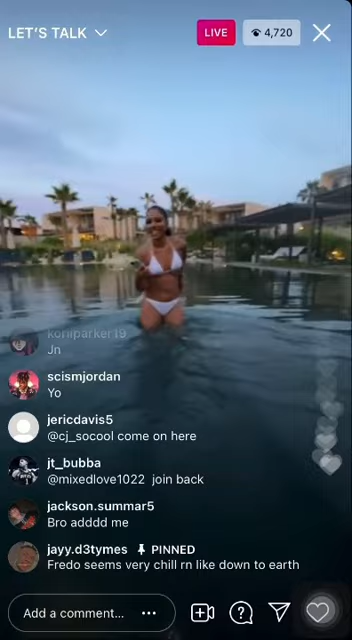 LET'S TALK
LIVE
4,720
koriiparker19
Jn
scismjordan
Yo
jericdavis5
@cj_socool come on here
jt_bubba
@mixedlove1022 join back
jackson.summar5
Bro adddd me
jayy.d3tymes PINNED
Fredo seems very chill rn like down to earth
Add a comment...